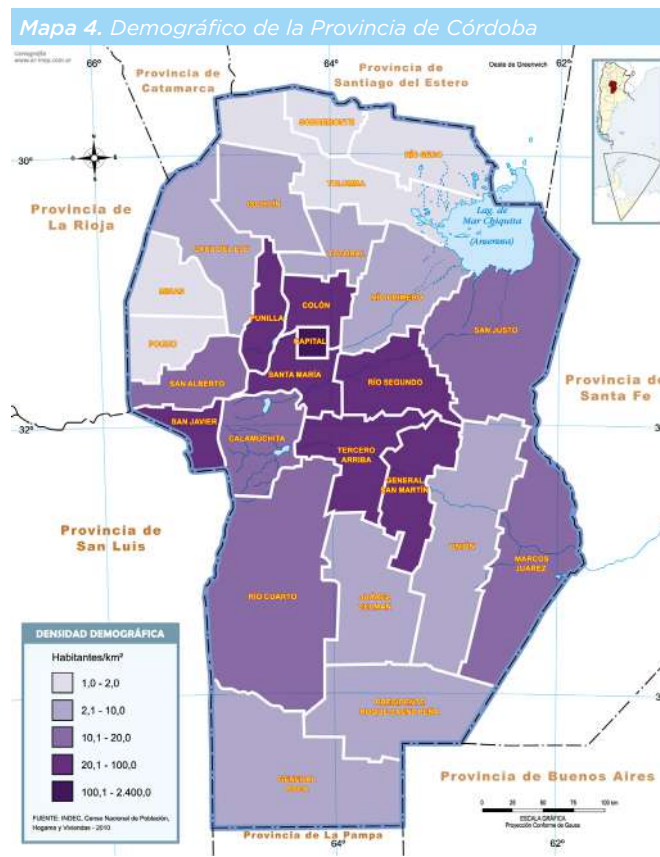 Mapa 4. Demográfico de la Provincia de Córdoba
64°
62°
Oeste de Greenwich
Provincia de
Catamarca
Provincia de
Santiago del Estero
66°
N
SOBREMONTE
RÍO SECO
30°
TULUMBA
ISCHILÍN
Provincia de
La Rioja
Lag. de
Mar Chiquita
(Ansenuza)
CRUZ DEL EJE
TOTORAL
MINAS
RÍO PRIMERO
COLÓN
PUNILLA
SAN JUSTO
CAPITAL
POCHO
SANTA MARÍA
RÍO SEGUNDO
SAN ALBERTO
Provincia de
Santa Fe
SAN JAVIER
32°
CALAMUCHITA
TERCERO
ARRIBA
GENERAL
SAN MARTÍN
Provincia de
San Luis
UNIÓN
MARCOS
JUÁREZ
RÍO CUARTO
JUÁREZ
CELMAN
DENSIDAD DEMOGRÁFICA
Habitantes/km²
1,0 - 2,0
2,1 - 10,0
10,1 - 20,0
20,1 - 100,0
100,1 - 2.400,0
FUENTE: INDEC, Censo Nacional de Población,
Hogares y Viviendas - 2010
PRESIDENTE
ROQUE SÁENZ PEÑA
GENERAL
ROCA
Provincia de Buenos Aires
0 25 50 75 100 km
ESCALA GRÁFICA
Proyección Conforme de Gauss
Provincia de La Pampa
64°
62°